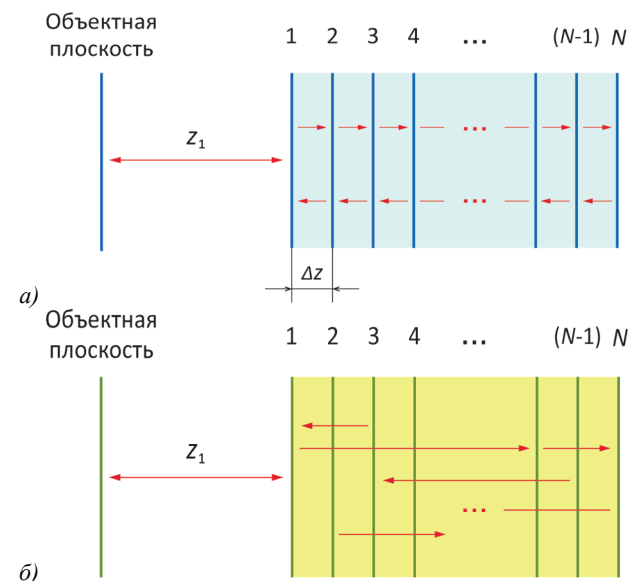 Объектная
плоскость
1 2 3 4 ... (N-1) N
z₁
Δz
а)
Объектная
плоскость
1 2 3 4 ... (N-1) N
z₁
б)